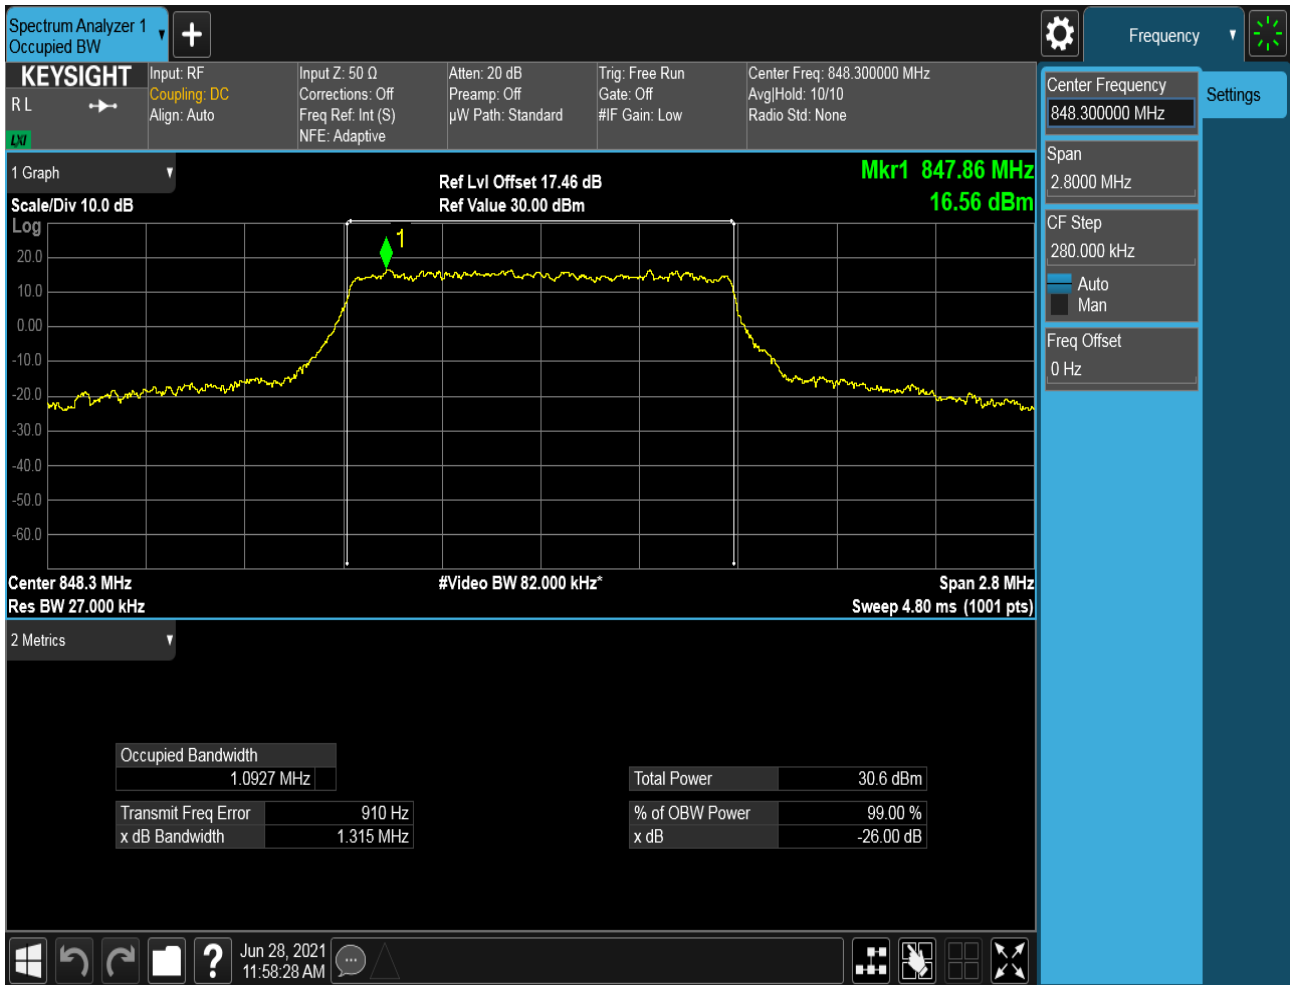 Spectrum Analyzer 1
Occupied BW
Frequency
KEYSIGHT
R L
LXI
Input: RF
Coupling: DC
Align: Auto
Input Z: 50 Ω
Corrections: Off
Freq Ref: Int (S)
NFE: Adaptive
Atten: 20 dB
Preamp: Off
µW Path: Standard
Trig: Free Run
Gate: Off
#IF Gain: Low
Center Freq: 848.300000 MHz
Avg|Hold: 10/10
Radio Std: None
Center Frequency
848.300000 MHz
Settings
Span
2.8000 MHz
CF Step
280.000 kHz
Auto
Man
Freq Offset
0 Hz
1 Graph
Scale/Div 10.0 dB
Ref Lvl Offset 17.46 dB
Ref Value 30.00 dBm
Mkr1 847.86 MHz
16.56 dBm
Log
1
20.0
10.0
0.00
-10.0
-20.0
-30.0
-40.0
-50.0
-60.0
Center 848.3 MHz
#Video BW 82.000 kHz*
Span 2.8 MHz
Res BW 27.000 kHz
Sweep 4.80 ms (1001 pts)
2 Metrics
Occupied Bandwidth
1.0927 MHz
Total Power 30.6 dBm
Transmit Freq Error 910 Hz
% of OBW Power 99.00 %
x dB Bandwidth 1.315 MHz
x dB -26.00 dB
?
Jun 28, 2021
11:58:28 AM